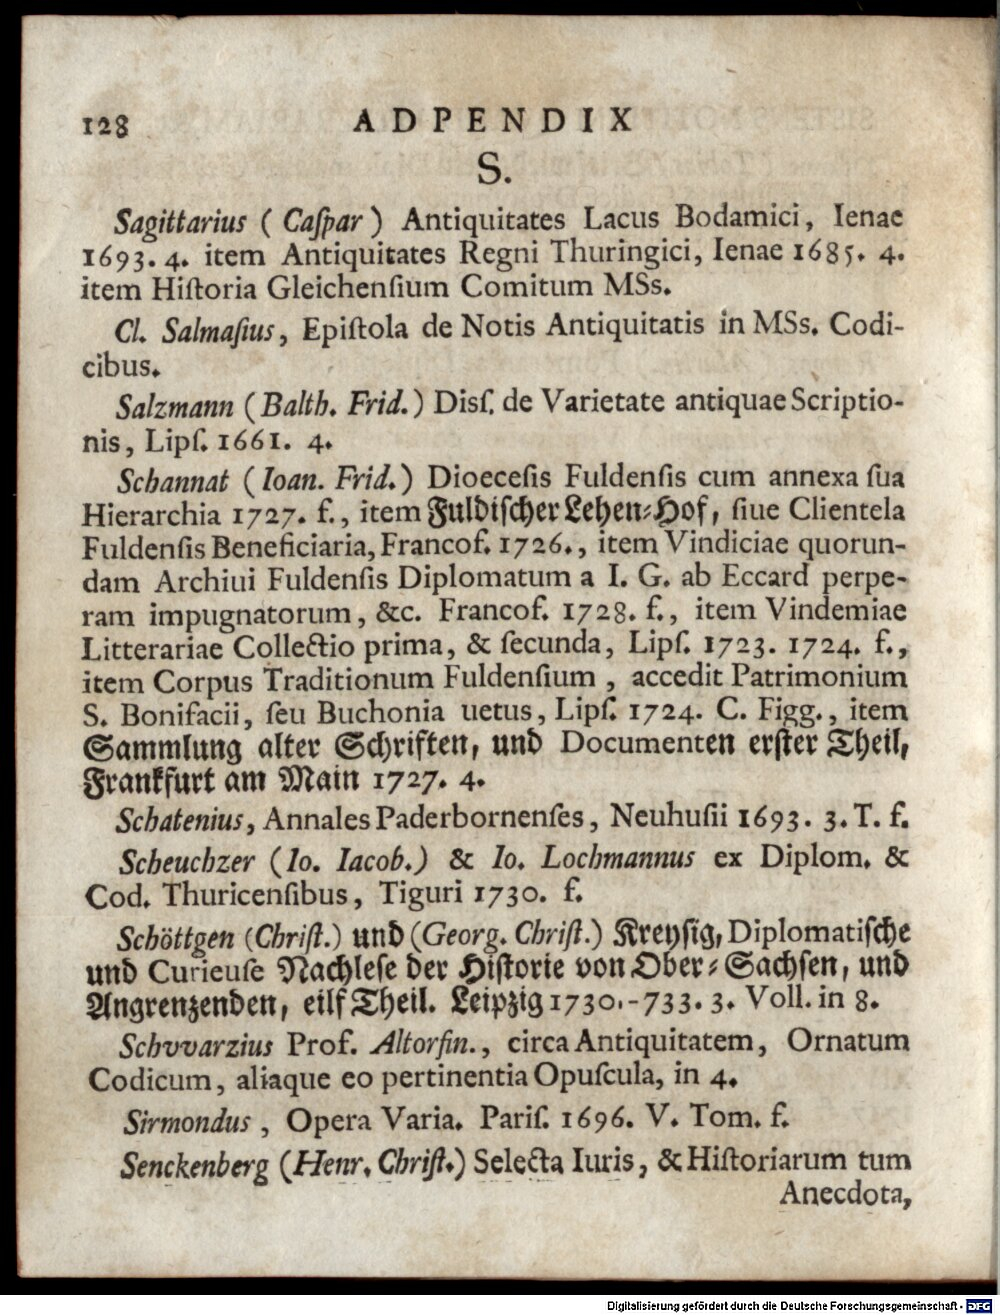 128 ADPENDIX
S.
Sagittarius ( Caſpar ) Antiquitates Lacus Bodamici, Ienae
1693. 4. item Antiquitates Regni Thuringici, Ienae 1685. 4.
item Hiſtoria Gleichenſium Comitum MSs.
Cl. Salmaſius, Epiſtola de Notis Antiquitatis in MSs. Codi-
cibus.
Salzmann (Balth. Frid.) Diſſ. de Varietate antiquae Scriptio-
nis, Lipſ. 1661. 4.
Schannat (Ioan. Frid.) Dioeceſis Fuldenſis cum annexa ſua
Hierarchia 1727. f., item Fuldiſcher Lehen-Hof, ſiue Clientela
Fuldenſis Beneficiaria, Francof. 1726., item Vindiciae quorun-
dam Archiui Fuldenſis Diplomatum a I. G. ab Eccard perpe-
ram impugnatorum, &c. Francof. 1728. f., item Vindemiae
Litterariae Collectio prima, & ſecunda, Lipſ. 1723. 1724. f.,
item Corpus Traditionum Fuldenſium , accedit Patrimonium
S. Bonifacii, ſeu Buchonia uetus, Lipſ. 1724. C. Figg., item
Sammlung alter Schriften, und Documenten erſter Theil,
Frankfurt am Main 1727. 4.
Schatenius, Annales Paderbornenſes, Neuhuſii 1693. 3. T. f.
Scheuchzer (Io. Iacob.) & Io. Lochmannus ex Diplom. &
Cod. Thuricenſibus, Tiguri 1730. f.
Schöttgen (Chriſt.) und (Georg. Chriſt.) Kreyſig, Diplomatiſche
und Curieuſe Nachleſe der Hiſtorie von Ober-Sachſen, und
Angrenzenden, eilf Theil. Leipzig 1730.-733. 3. Voll. in 8.
Schvvarzius Prof. Altorfin., circa Antiquitatem, Ornatum
Codicum, aliaque eo pertinentia Opuſcula, in 4.
Sirmondus , Opera Varia. Pariſ. 1696. V. Tom. f.
Senckenberg (Henr. Chriſt.) Selecta Iuris, & Hiſtoriarum tum
Anecdota,
Digitalisierung gefördert durch die Deutsche Forschungsgemeinschaft - DFG